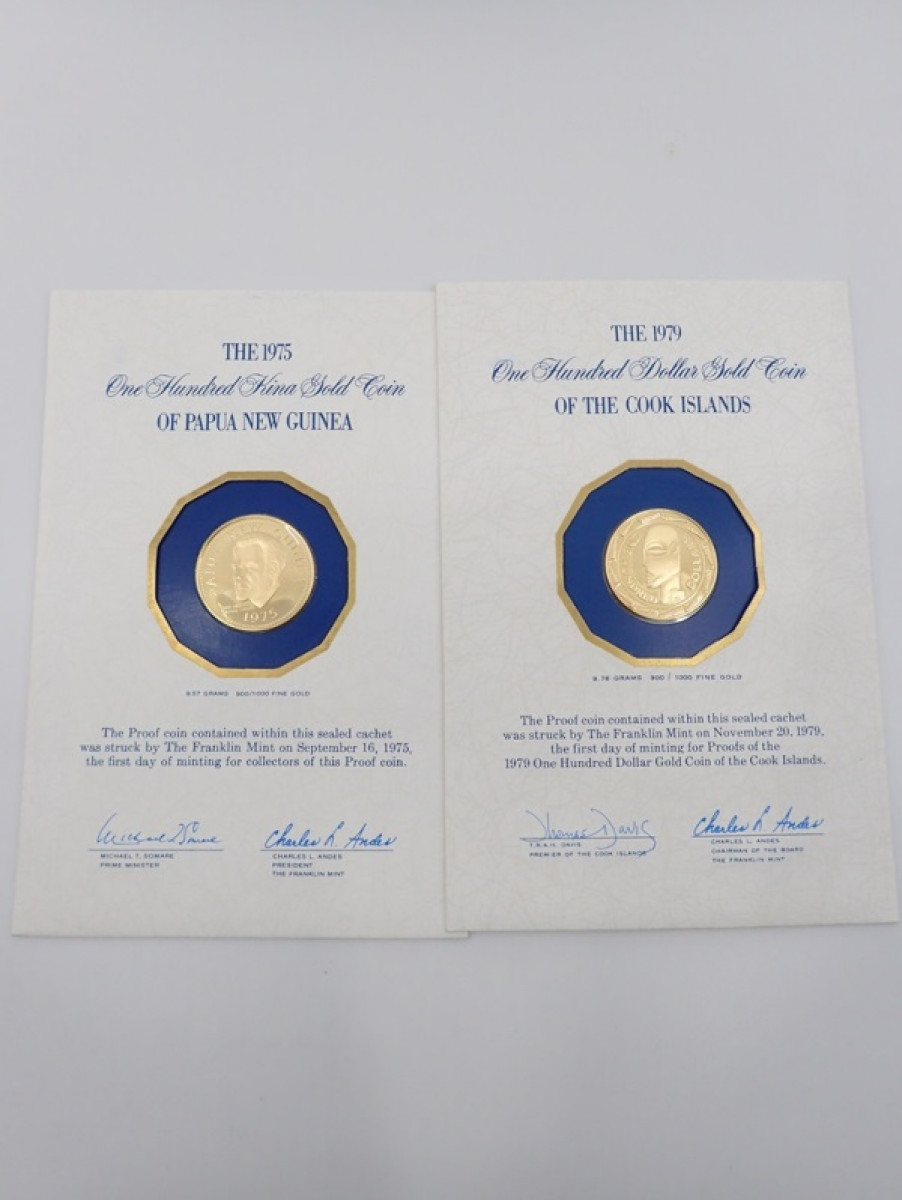 THE 1975
One Hundred Kina Gold Coin
OF PAPUA NEW GUINEA
1975
9.57 GRAMS 900/1000 FINE GOLD
The Proof coin contained within this sealed cachet
was struck by The Franklin Mint on September 16, 1975,
the first day of minting for collectors of this Proof coin.
Charles L. Andes
MICHAEL T. SOMARE
PRIME MINISTER
CHARLES L. ANDES
PRESIDENT
THE FRANKLIN MINT
THE 1979
One Hundred Dollar Gold Coin
OF THE COOK ISLANDS
9.76 GRAMS 900 / 1000 FINE GOLD
The Proof coin contained within this sealed cachet
was struck by The Franklin Mint on November 20, 1979,
the first day of minting for Proofs of the
1979 One Hundred Dollar Gold Coin of the Cook Islands.
Thomas Davis
Charles L. Andes
T.R.A.H. DAVIS
PREMIER OF THE COOK ISLANDS
CHARLES L. ANDES
CHAIRMAN OF THE BOARD
THE FRANKLIN MINT